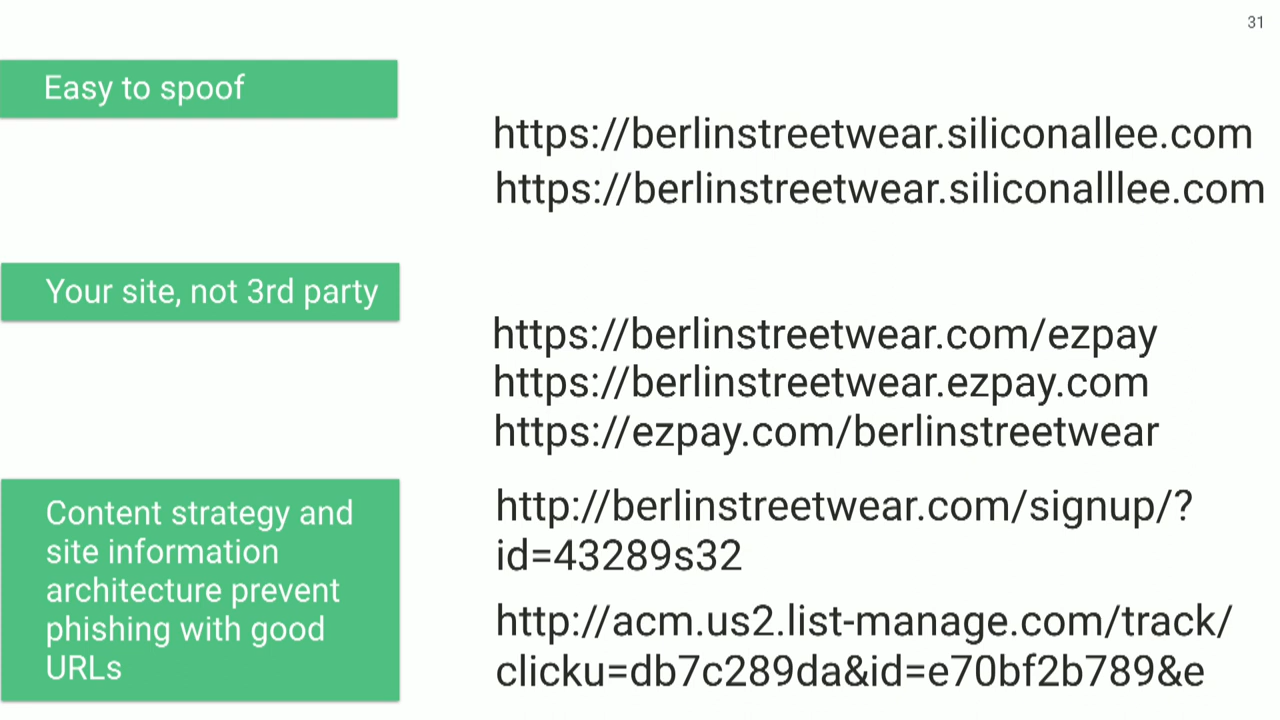 31
Easy to spoof
https://berlinstreetwear.siliconallee.com
https://berlinstreetwear.siliconalllee.com
Your site, not 3rd party
https://berlinstreetwear.com/ezpay
https://berlinstreetwear.ezpay.com
https://ezpay.com/berlinstreetwear
Content strategy and
site information
architecture prevent
phishing with good
URLs
http://berlinstreetwear.com/signup/?
id=43289s32
http://acm.us2.list-manage.com/track/
clicku=db7c289da&id=e70bf2b789&e